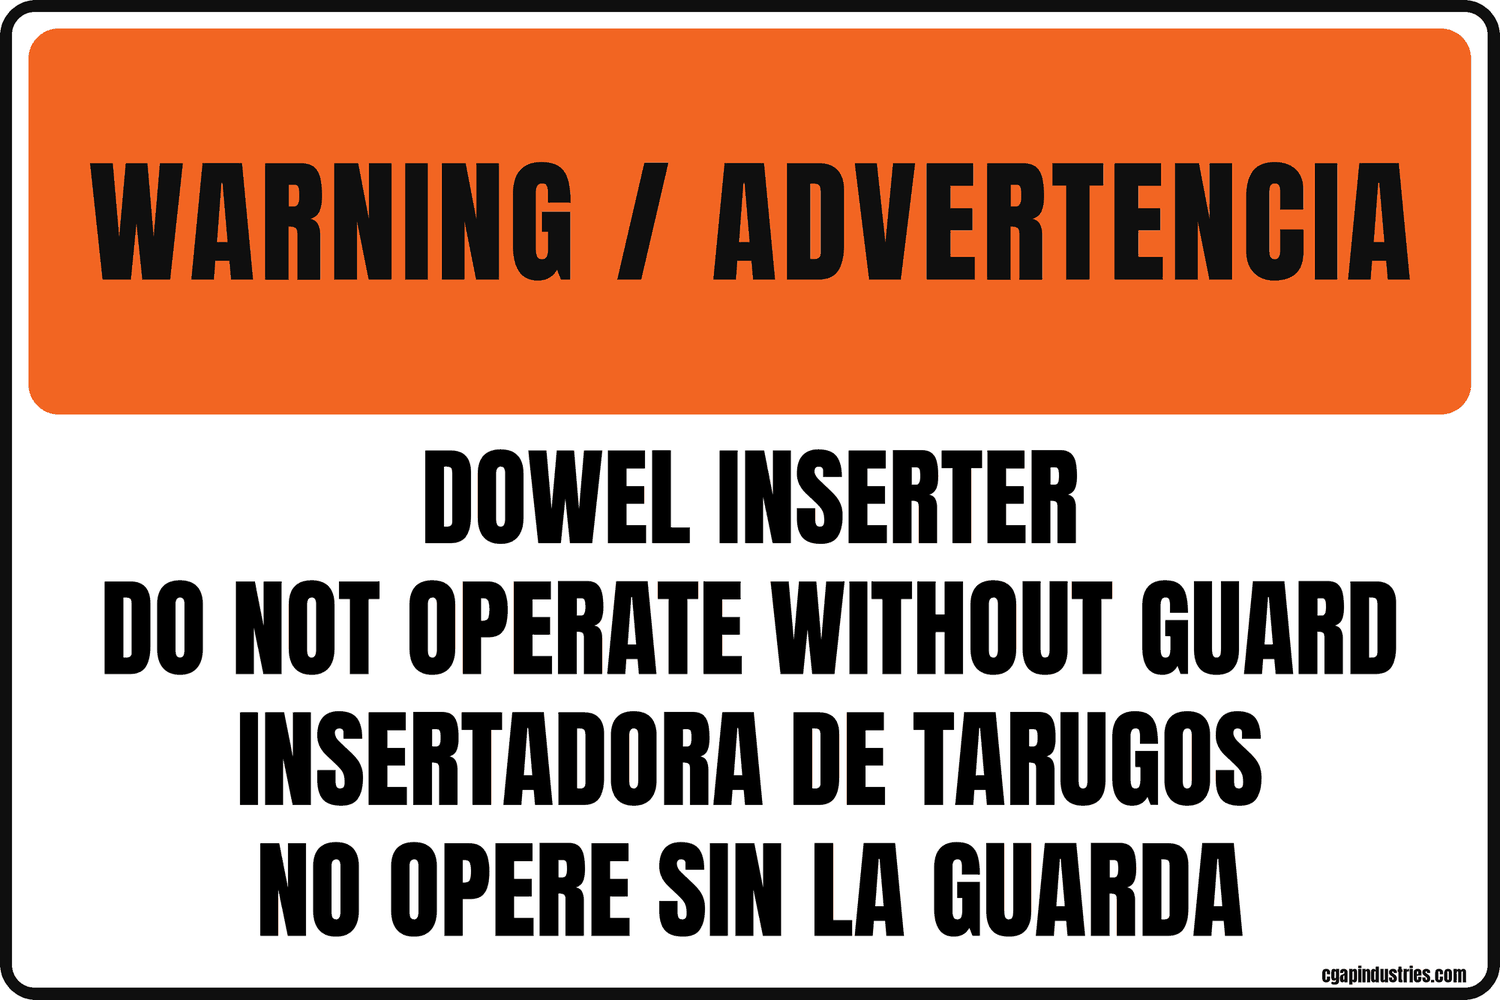 WARNING / ADVERTENCIA
DOWEL INSERTER
DO NOT OPERATE WITHOUT GUARD
INSERTADORA DE TARUGOS
NO OPERE SIN LA GUARDA
cgapindustries.com